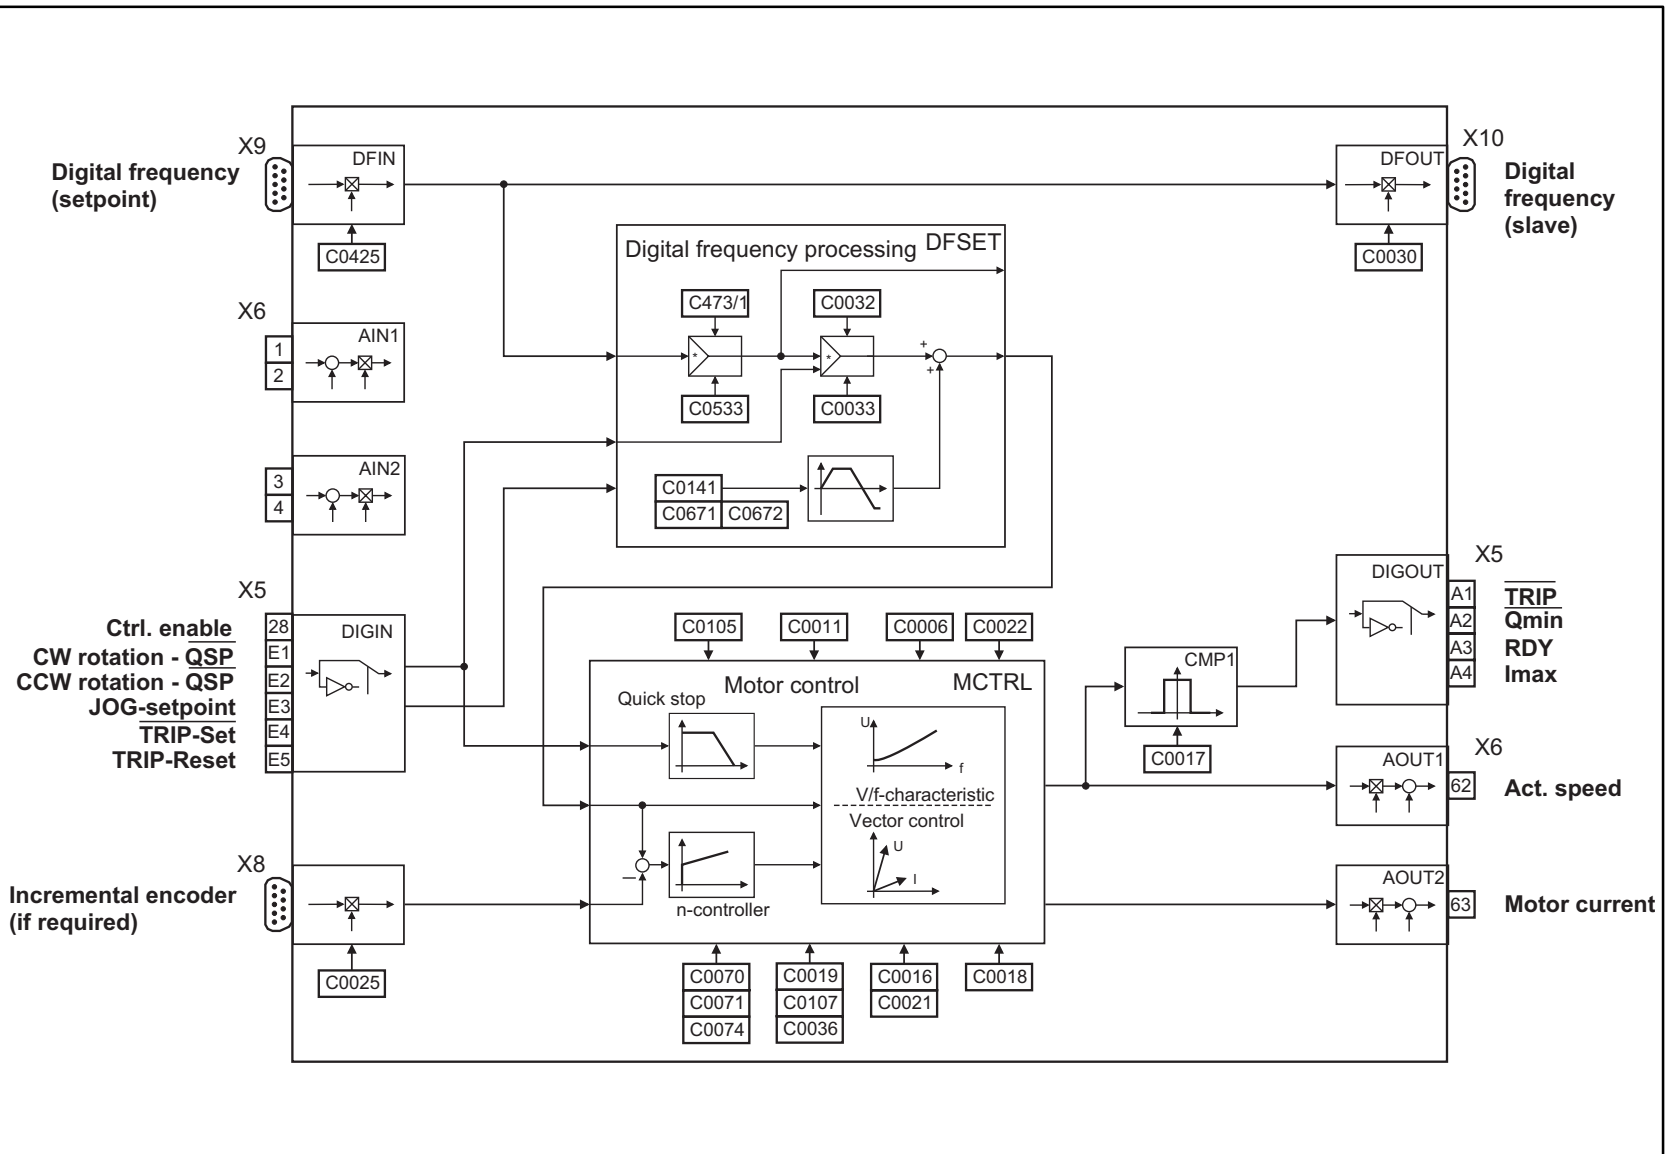 X9
Digital frequency
(setpoint)
DFIN
C0425
X10
DFOUT
Digital
frequency
(slave)
C0030
Digital frequency processing
DFSET
C473/1
C0032
*
*
+
+
C0533
C0033
C0141
C0671
C0672
X6
1
2
AIN1
3
4
AIN2
X5
Ctrl. enable
28
DIGIN
CW rotation - QSP
E1
CCW rotation - QSP
E2
JOG-setpoint
E3
TRIP-Set
E4
TRIP-Reset
E5
X8
Incremental encoder
(if required)
C0025
C0105
C0011
C0006
C0022
Motor control
MCTRL
Quick stop
U
f
V/f-characteristic
Vector control
U
I
n-controller
C0070
C0071
C0074
C0019
C0107
C0036
C0016
C0021
C0018
CMP1
C0017
X5
DIGOUT
A1
TRIP
A2
Qmin
A3
RDY
A4
Imax
X6
AOUT1
62
Act. speed
AOUT2
63
Motor current